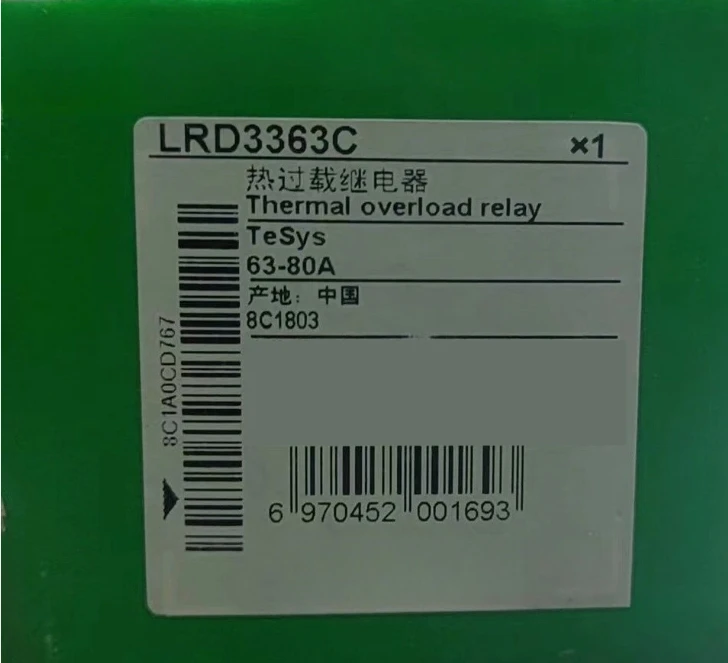 LRD3363C ×1
热过载继电器
Thermal overload relay
TeSys
63-80A
产地：中国
8C1803
8C1A0CD767
6 970452 001693